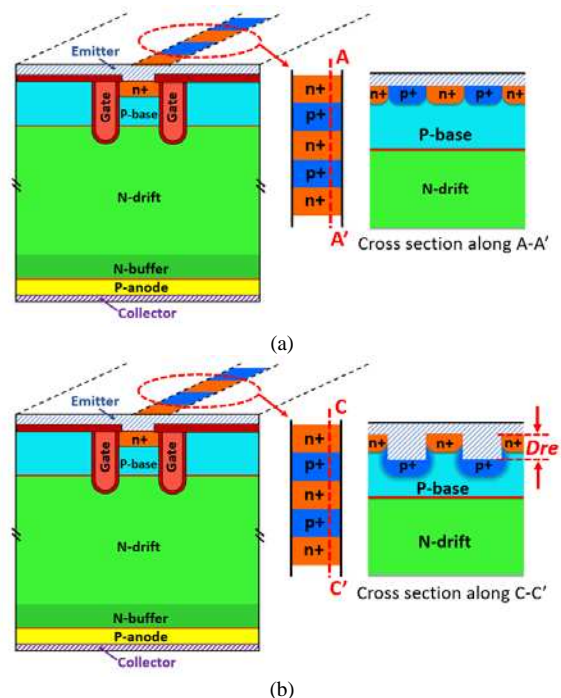 Emitter
n+
Gate
P-base
Gate
N-drift
N-buffer
P-anode
Collector
A
n+
p+
n+
p+
n+
A'
n+ p+ n+ p+ n+
P-base
N-drift
Cross section along A-A'
(a)
Emitter
n+
Gate
P-base
Gate
N-drift
N-buffer
P-anode
Collector
C
n+
p+
n+
p+
n+
C'
n+ n+ n+
Dre
p+ p+
P-base
N-drift
Cross section along C-C'
(b)